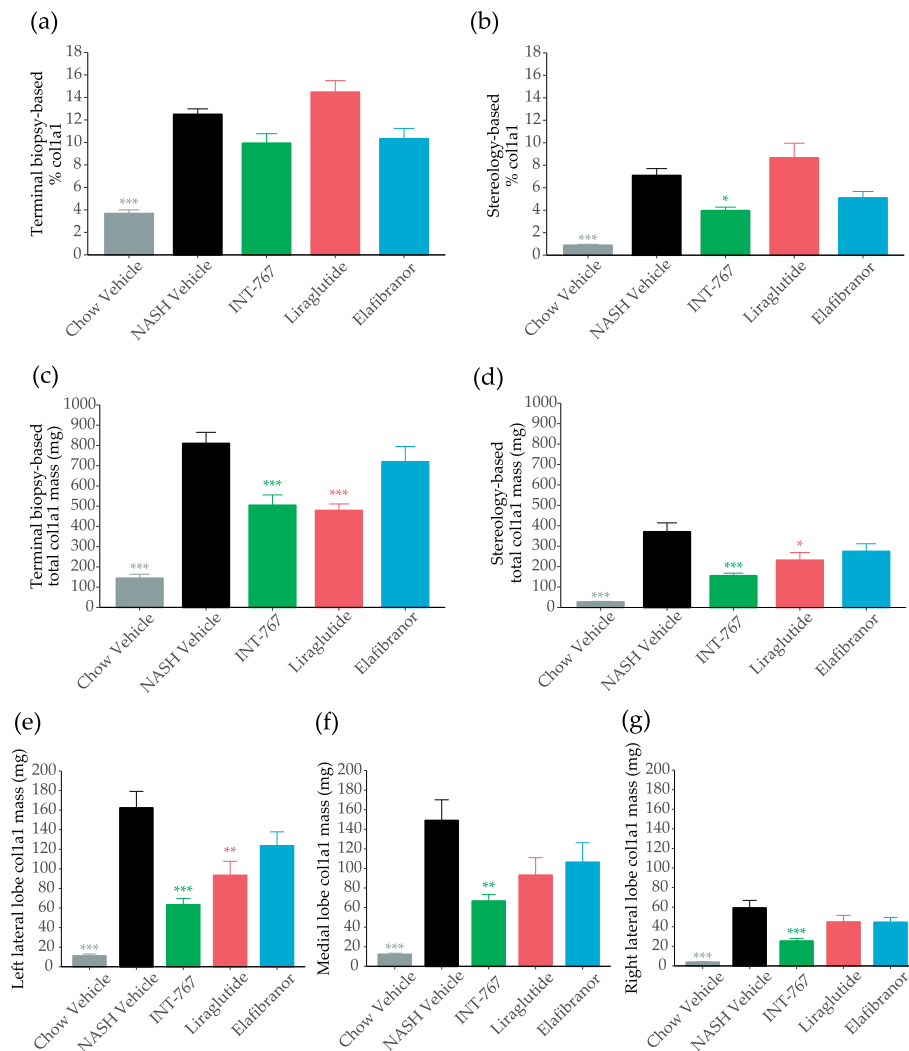 (a)
Terminal biopsy-based
% col1a1
18
16
14
12
10
8
6
4
2
0
***
Chow Vehicle
NASH Vehicle
INT-767
Liraglutide
Elafibranor
(b)
Stereology-based
% col1a1
18
16
14
12
10
8
6
4
2
0
***
*
Chow Vehicle
NASH Vehicle
INT-767
Liraglutide
Elafibranor
(c)
Terminal biopsy-based
total col1a1 mass (mg)
1000
900
800
700
600
500
400
300
200
100
0
***
***
***
Chow Vehicle
NASH Vehicle
INT-767
Liraglutide
Elafibranor
(d)
Stereology-based
total col1a1 mass (mg)
1000
900
800
700
600
500
400
300
200
100
0
***
***
*
Chow Vehicle
NASH Vehicle
INT-767
Liraglutide
Elafibranor
(e)
Left lateral lobe col1a1 mass (mg)
200
180
160
140
120
100
80
60
40
20
0
***
***
**
Chow Vehicle
NASH Vehicle
INT-767
Liraglutide
Elafibranor
(f)
Medial lobe col1a1 mass (mg)
200
180
160
140
120
100
80
60
40
20
0
***
**
Chow Vehicle
NASH Vehicle
INT-767
Liraglutide
Elafibranor
(g)
Right lateral lobe col1a1 mass (mg)
200
180
160
140
120
100
80
60
40
20
0
***
***
Chow Vehicle
NASH Vehicle
INT-767
Liraglutide
Elafibranor